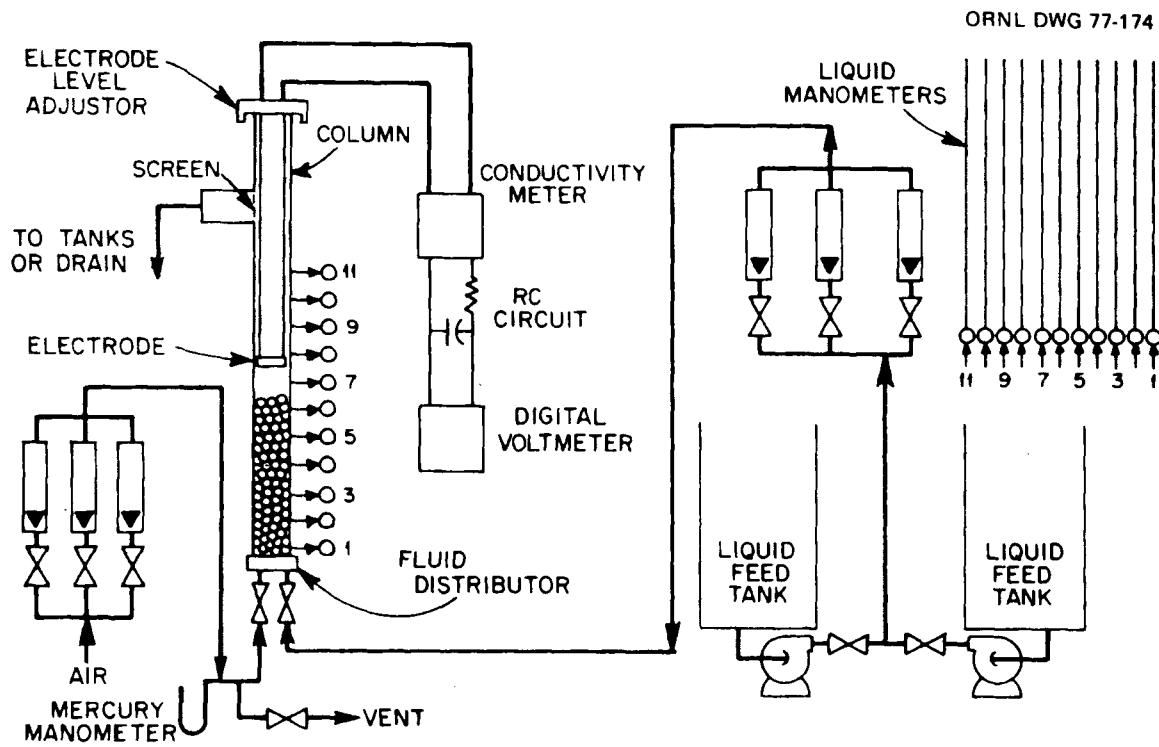 ORNL DWG 77-174
ELECTRODE
LEVEL
ADJUSTOR
COLUMN
SCREEN
TO TANKS
OR DRAIN
CONDUCTIVITY
METER
LIQUID
MANOMETERS
11
9
7
5
3
1
RC
CIRCUIT
ELECTRODE
DIGITAL
VOLTMETER
11
9
7
5
3
1
FLUID
DISTRIBUTOR
LIQUID
FEED
TANK
LIQUID
FEED
TANK
AIR
MERCURY
MANOMETER
VENT